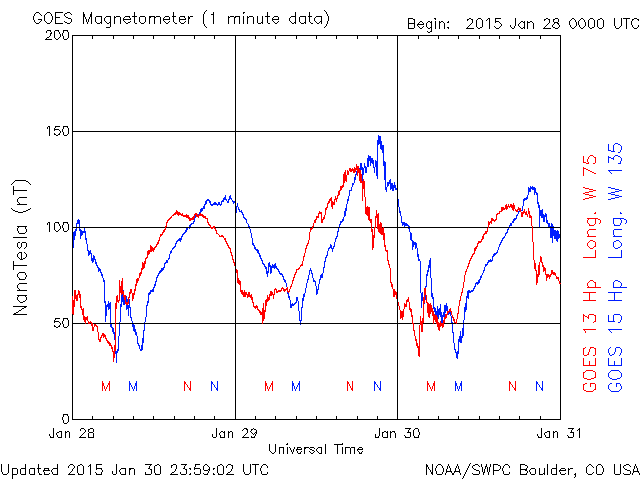 GOES Magnetometer (1 minute data)
Begin: 2015 Jan 28 0000 UTC
200
150
100
50
0
NanoTesla (nT)
M M N N M M N N M M N N
Jan 28 Jan 29 Jan 30 Jan 31
Universal Time
GOES 13 Hp Long. W 75
GOES 15 Hp Long. W 135
Updated 2015 Jan 30 23:59:02 UTC
NOAA/SWPC Boulder, CO USA